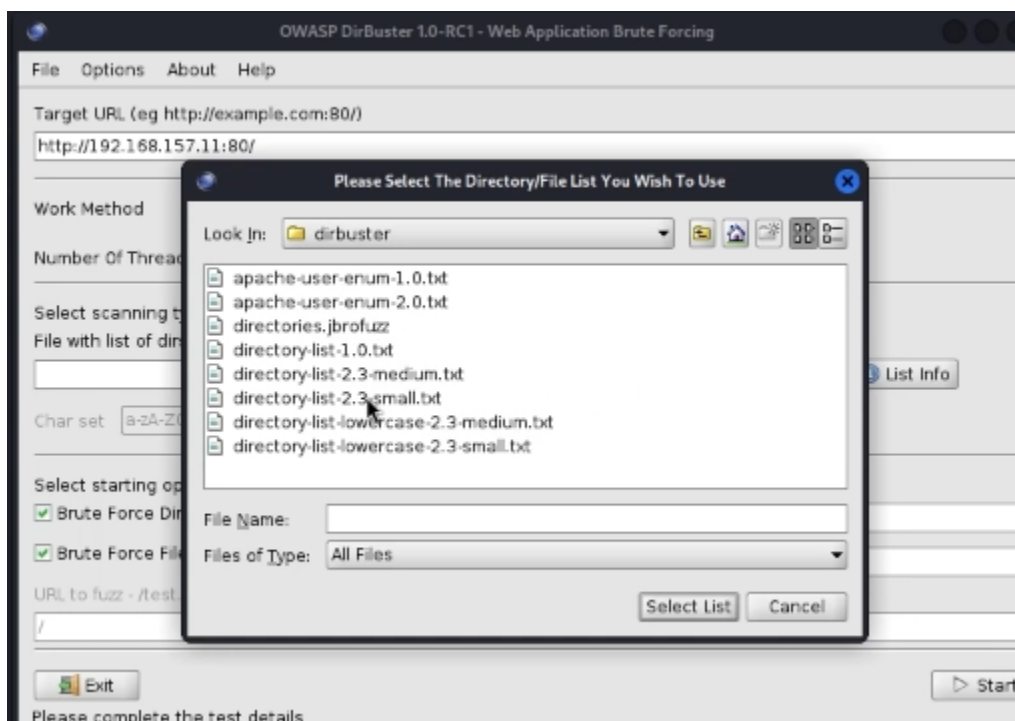 OWASP DirBuster 1.0-RC1 - Web Application Brute Forcing
File Options About Help
Target URL (eg http://example.com:80/)
http://192.168.157.11:80/
Please Select The Directory/File List You Wish To Use
Work Method
Look In: dirbuster
Number Of Thread
apache-user-enum-1.0.txt
apache-user-enum-2.0.txt
directories.jbrofuzz
directory-list-1.0.txt
directory-list-2.3-medium.txt
directory-list-2.3-small.txt
directory-list-lowercase-2.3-medium.txt
directory-list-lowercase-2.3-small.txt
Select scanning t
File with list of dir
List Info
Char set a-zA-Z0
Select starting op
Brute Force Dir
File Name:
Brute Force File
Files of Type: All Files
URL to fuzz - /test.
/
Select List Cancel
Exit
Start
Please complete the test details